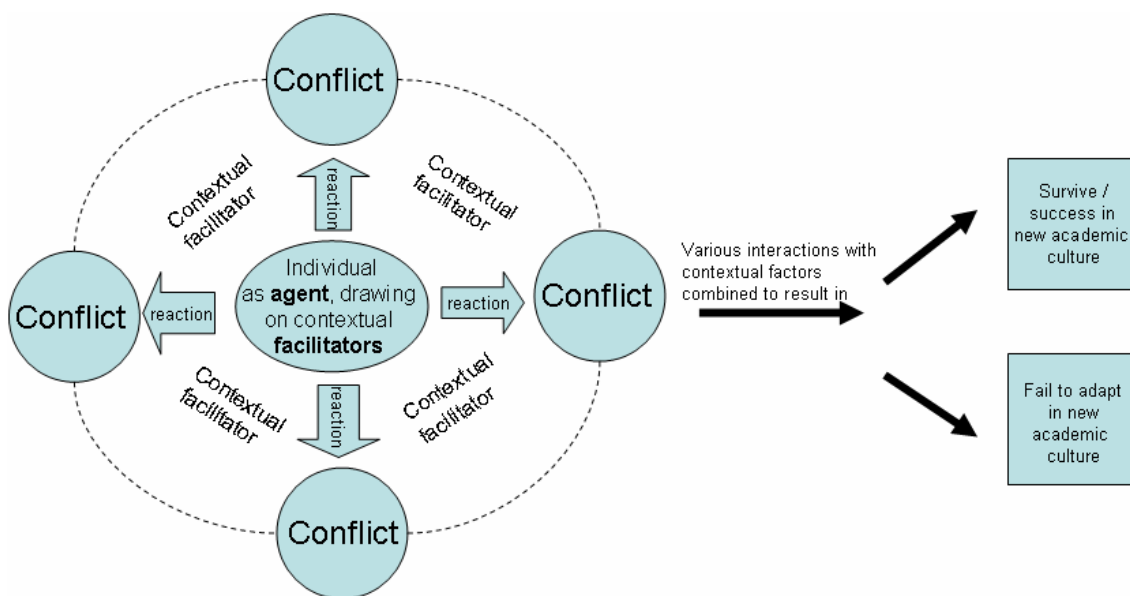 Conflict
Contextual
facilitator
reaction
Contextual
facilitator
Conflict
reaction
Individual
as agent, drawing
on contextual
facilitators
reaction
Conflict
Contextual
facilitator
reaction
Contextual
facilitator
Conflict
Various interactions with
contextual factors
combined to result in
Survive /
success in
new academic
culture
Fail to adapt
in new
academic
culture